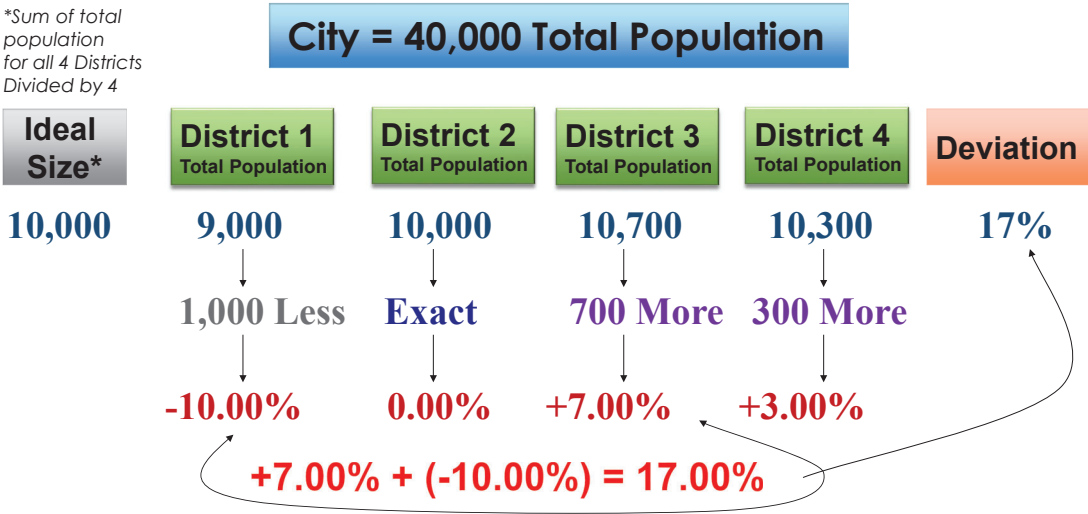 *Sum of total
population
for all 4 Districts
Divided by 4
City = 40,000 Total Population
Ideal
Size*
District 1
Total Population
District 2
Total Population
District 3
Total Population
District 4
Total Population
Deviation
10,000
9,000
10,000
10,700
10,300
17%
1,000 Less
Exact
700 More
300 More
-10.00%
0.00%
+7.00%
+3.00%
+7.00% + (-10.00%) = 17.00%